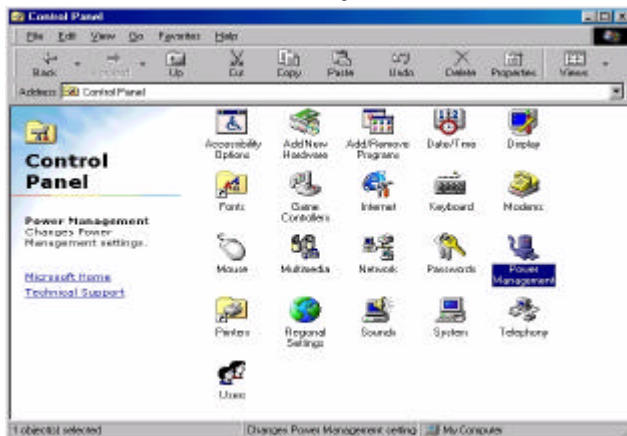 Control Panel
File Edit View Go Favorites Help
Back Up Cut Copy Paste Undo Delete Properties Views
Address Control Panel
Control
Panel
Power Management
Changes Power
Management settings.
Microsoft Home
Technical Support
Accessibility
Options
Add New
Hardware
Add/Remove
Programs
Date/Time
Display
Fonts
Game
Controllers
Internet
Keyboard
Modems
Mouse
Multimedia
Network
Passwords
Power
Management
Printers
Regional
Settings
Sounds
System
Telephony
Users
1 object(s) selected
Changes Power Management setting
My Computer